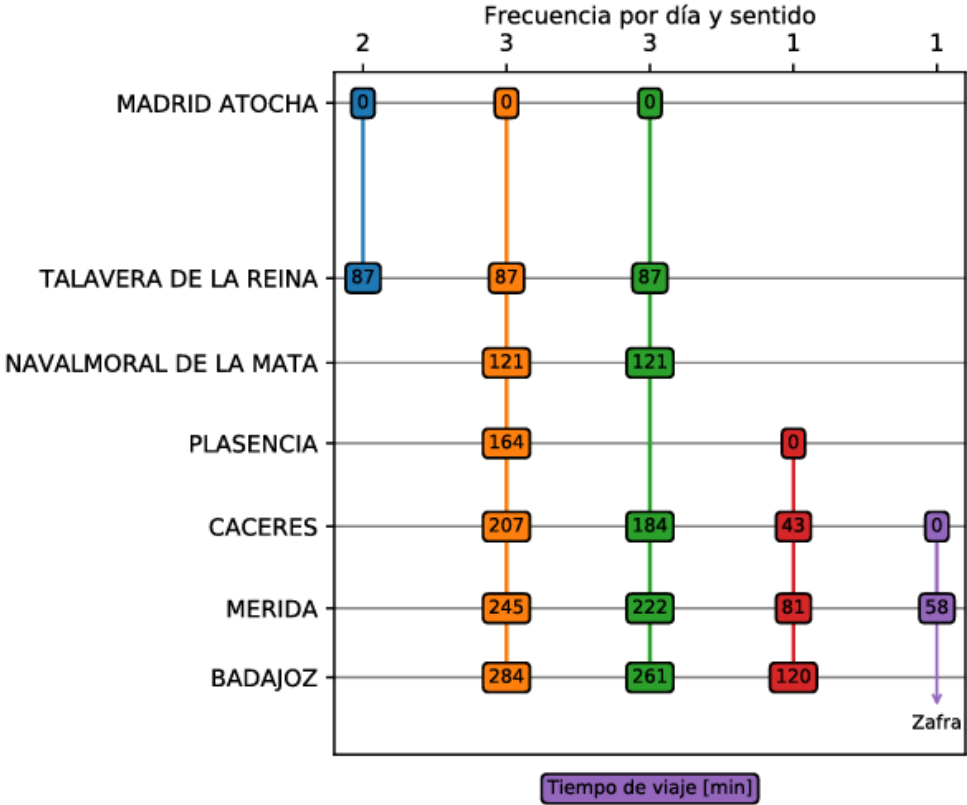 Frecuencia por día y sentido
2 3 3 1 1
MADRID ATOCHA 0 0 0
TALAVERA DE LA REINA 87 87 87
NAVALMORAL DE LA MATA 121 121
PLASENCIA 164 0
CACERES 207 184 43 0
MERIDA 245 222 81 58
BADAJOZ 284 261 120
Zafra
Tiempo de viaje [min]